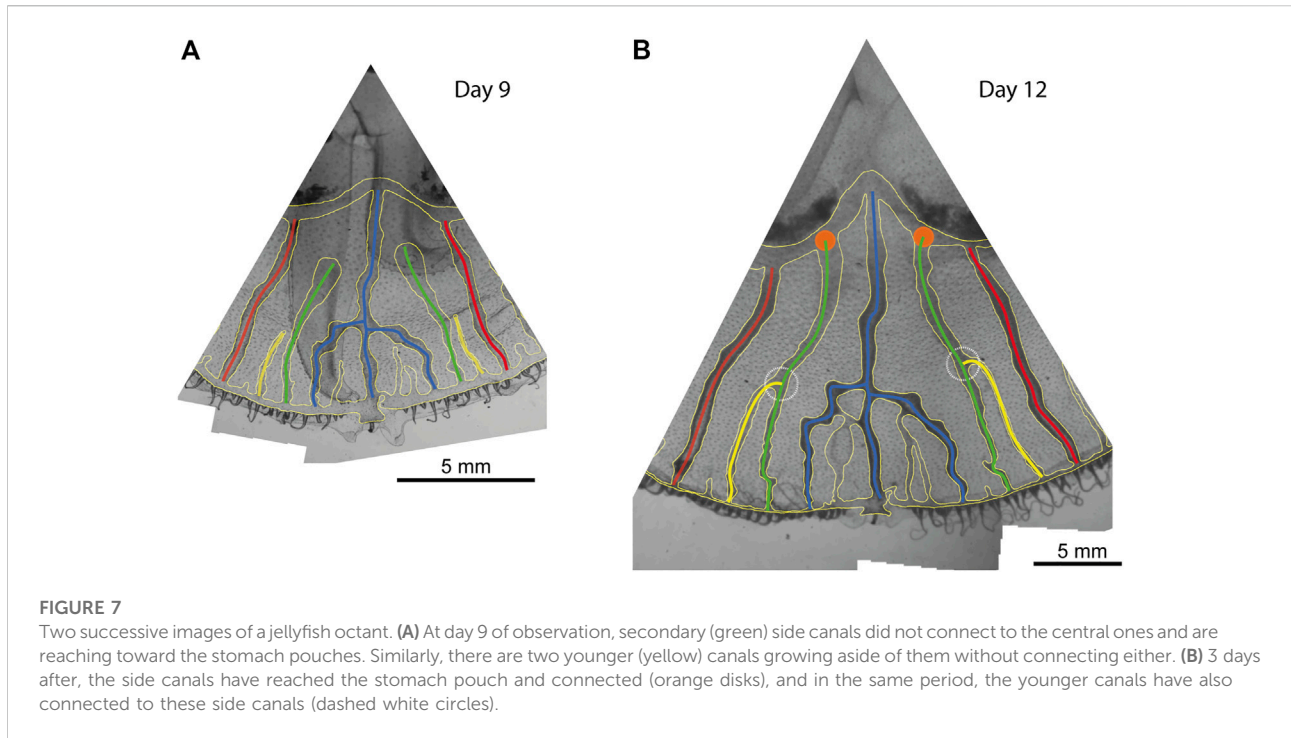 A
Day 9
5 mm
B
Day 12
5 mm
FIGURE 7
Two successive images of a jellyfish octant. (A) At day 9 of observation, secondary (green) side canals did not connect to the central ones and are
reaching toward the stomach pouches. Similarly, there are two younger (yellow) canals growing aside of them without connecting either. (B) 3 days
after, the side canals have reached the stomach pouch and connected (orange disks), and in the same period, the younger canals have also
connected to these side canals (dashed white circles).